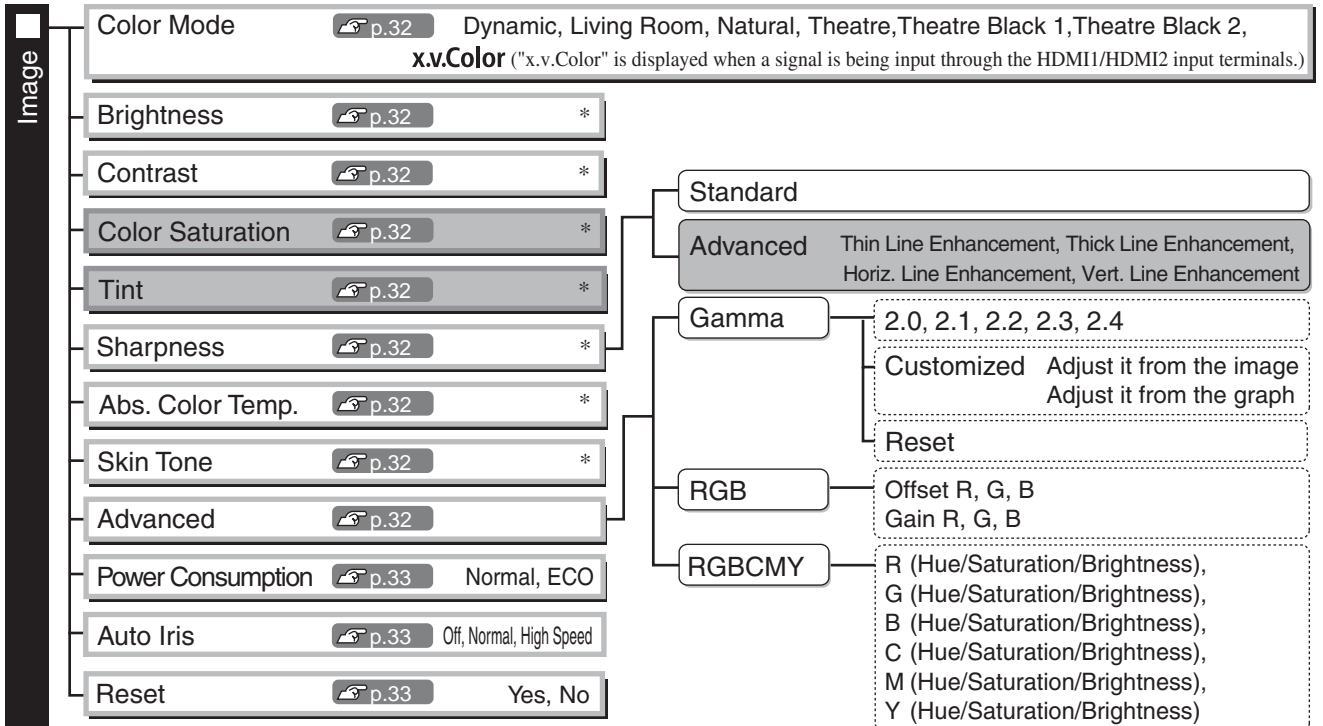 Image
Color Mode p.32 Dynamic, Living Room, Natural, Theatre,Theatre Black 1,Theatre Black 2,
x.v.Color ("x.v.Color" is displayed when a signal is being input through the HDMI1/HDMI2 input terminals.)
Brightness p.32 *
Contrast p.32 *
Color Saturation p.32 *
Tint p.32 *
Sharpness p.32 *
Abs. Color Temp. p.32 *
Skin Tone p.32 *
Advanced p.32
Power Consumption p.33 Normal, ECO
Auto Iris p.33 Off, Normal, High Speed
Reset p.33 Yes, No
Standard
Advanced Thin Line Enhancement, Thick Line Enhancement,
Horiz. Line Enhancement, Vert. Line Enhancement
Gamma
2.0, 2.1, 2.2, 2.3, 2.4
Customized Adjust it from the image
Adjust it from the graph
Reset
RGB
Offset R, G, B
Gain R, G, B
RGBCMY
R (Hue/Saturation/Brightness),
G (Hue/Saturation/Brightness),
B (Hue/Saturation/Brightness),
C (Hue/Saturation/Brightness),
M (Hue/Saturation/Brightness),
Y (Hue/Saturation/Brightness)